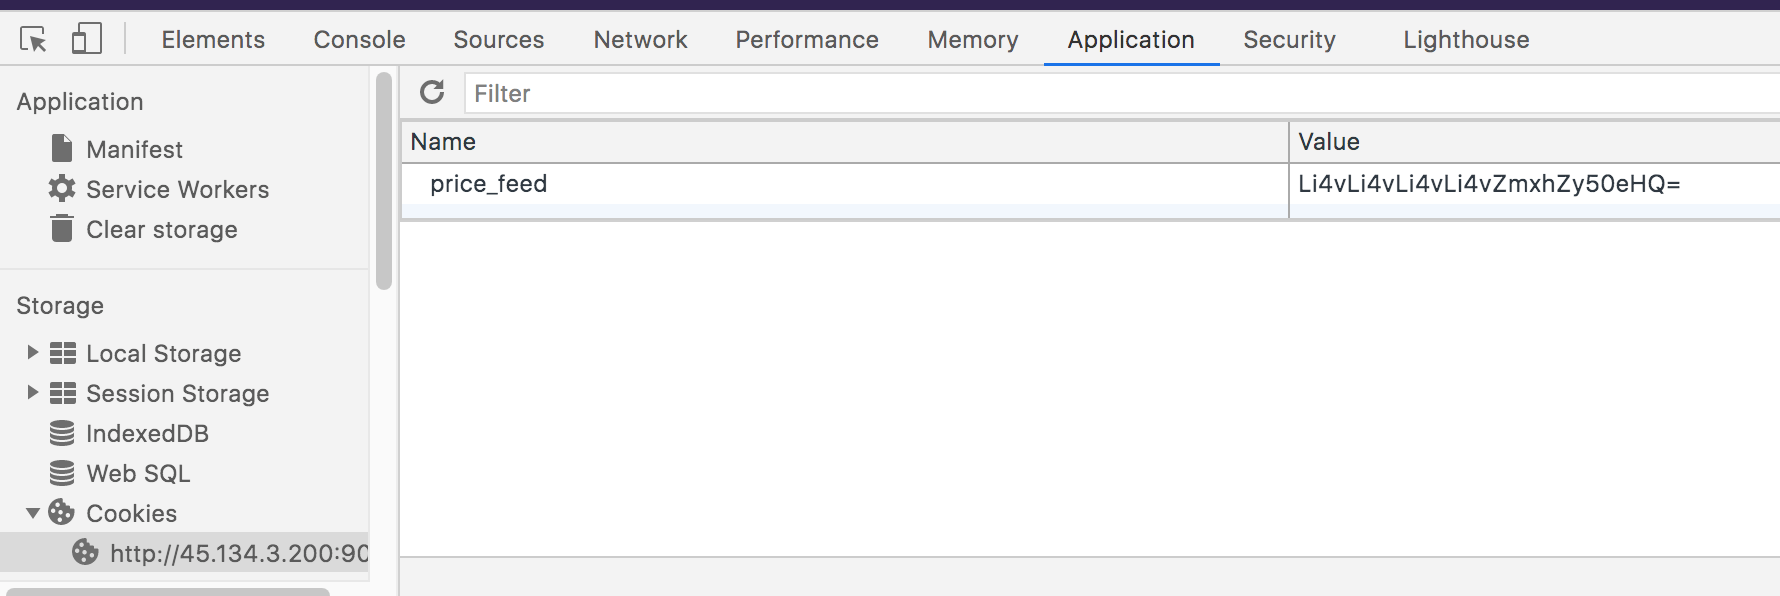 Elements Console Sources Network Performance Memory Application Security Lighthouse
Application
Manifest
Service Workers
Clear storage
Storage
Local Storage
Session Storage
IndexedDB
Web SQL
Cookies
http://45.134.3.200:90
Filter
Name Value
price_feed Li4vLi4vLi4vLi4vZmxhZy50eHQ=